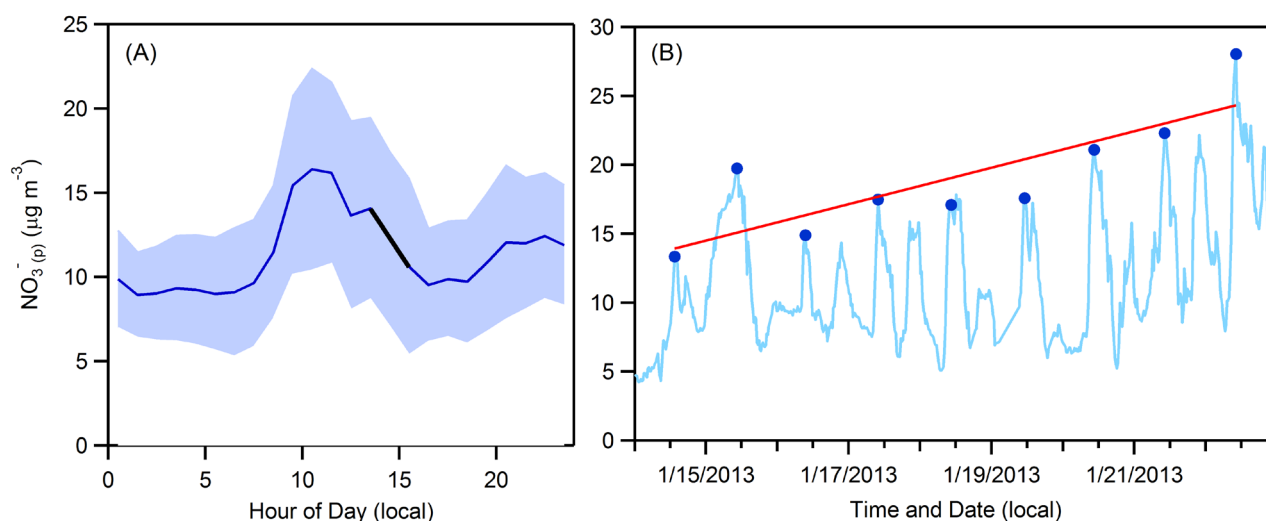 (A)
NO₃⁻(p) (µg m⁻³)
25
20
15
10
5
0
0 5 10 15 20
Hour of Day (local)
(B)
30
25
20
15
10
5
0
1/15/2013 1/17/2013 1/19/2013 1/21/2013
Time and Date (local)